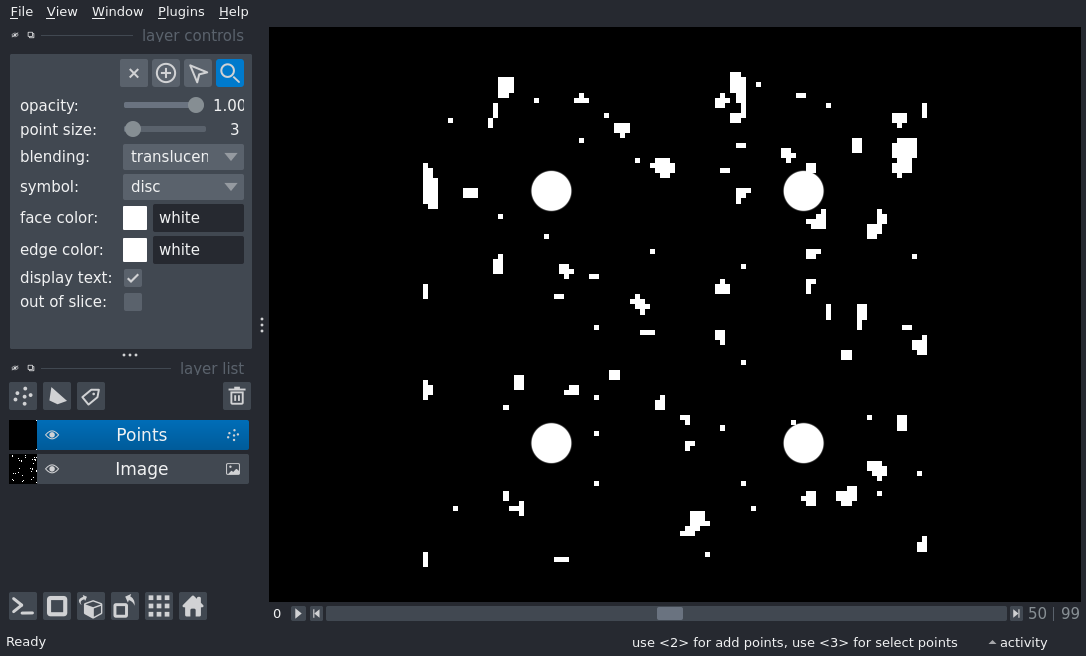 File View Window Plugins Help
layer controls
opacity: 1.00
point size: 3
blending: translucen
symbol: disc
face color: white
edge color: white
display text:
out of slice:
layer list
Points
Image
0 50 | 99
Ready use <2> for add points, use <3> for select points activity